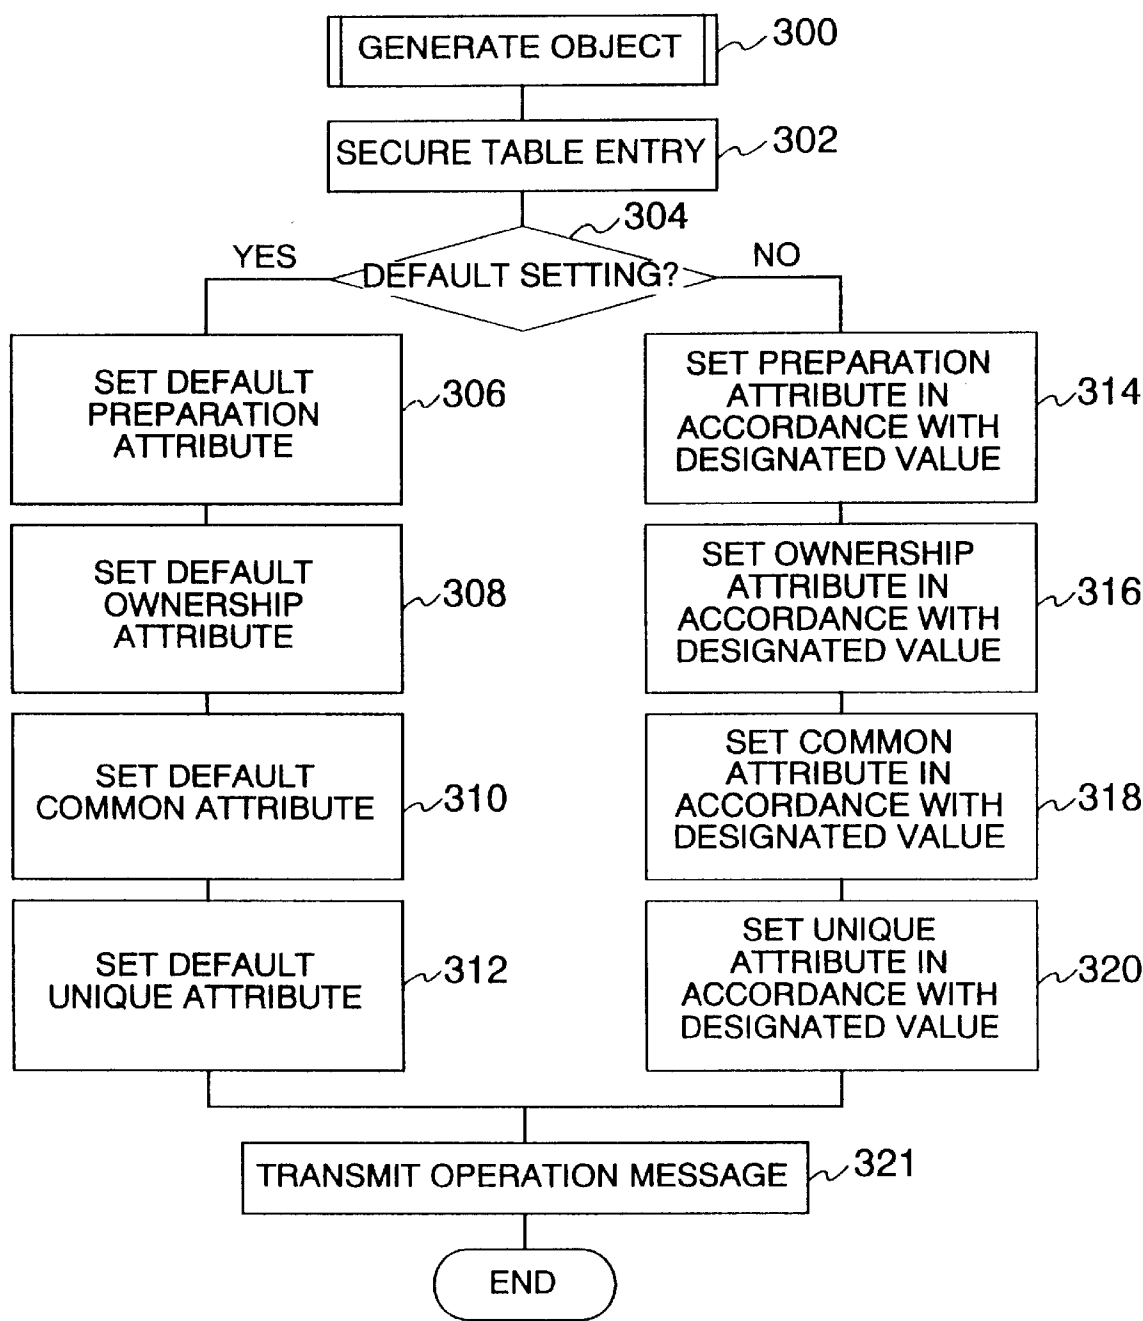 GENERATE OBJECT
300
SECURE TABLE ENTRY
302
304
YES
DEFAULT SETTING?
NO
SET DEFAULT
PREPARATION
ATTRIBUTE
306
SET DEFAULT
OWNERSHIP
ATTRIBUTE
308
SET DEFAULT
COMMON ATTRIBUTE
310
SET DEFAULT
UNIQUE ATTRIBUTE
312
SET PREPARATION
ATTRIBUTE IN
ACCORDANCE WITH
DESIGNATED VALUE
314
SET OWNERSHIP
ATTRIBUTE IN
ACCORDANCE WITH
DESIGNATED VALUE
316
SET COMMON
ATTRIBUTE IN
ACCORDANCE WITH
DESIGNATED VALUE
318
SET UNIQUE
ATTRIBUTE IN
ACCORDANCE WITH
DESIGNATED VALUE
320
TRANSMIT OPERATION MESSAGE
321
END